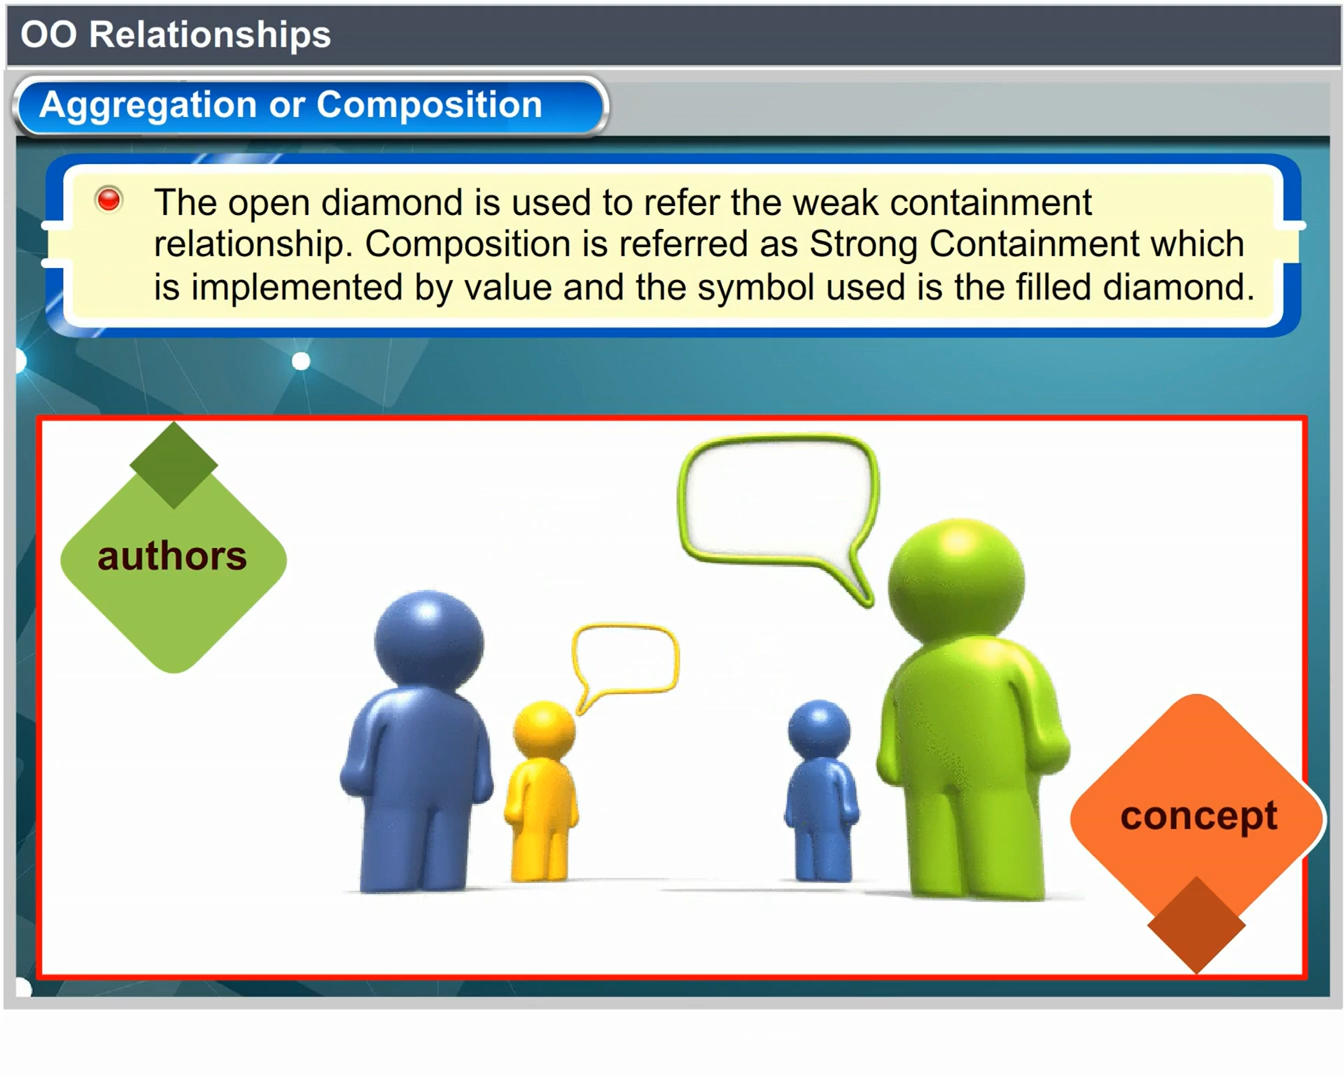 OO Relationships
Aggregation or Composition
The open diamond is used to refer the weak containment
relationship. Composition is referred as Strong Containment which
is implemented by value and the symbol used is the filled diamond.
authors
concept